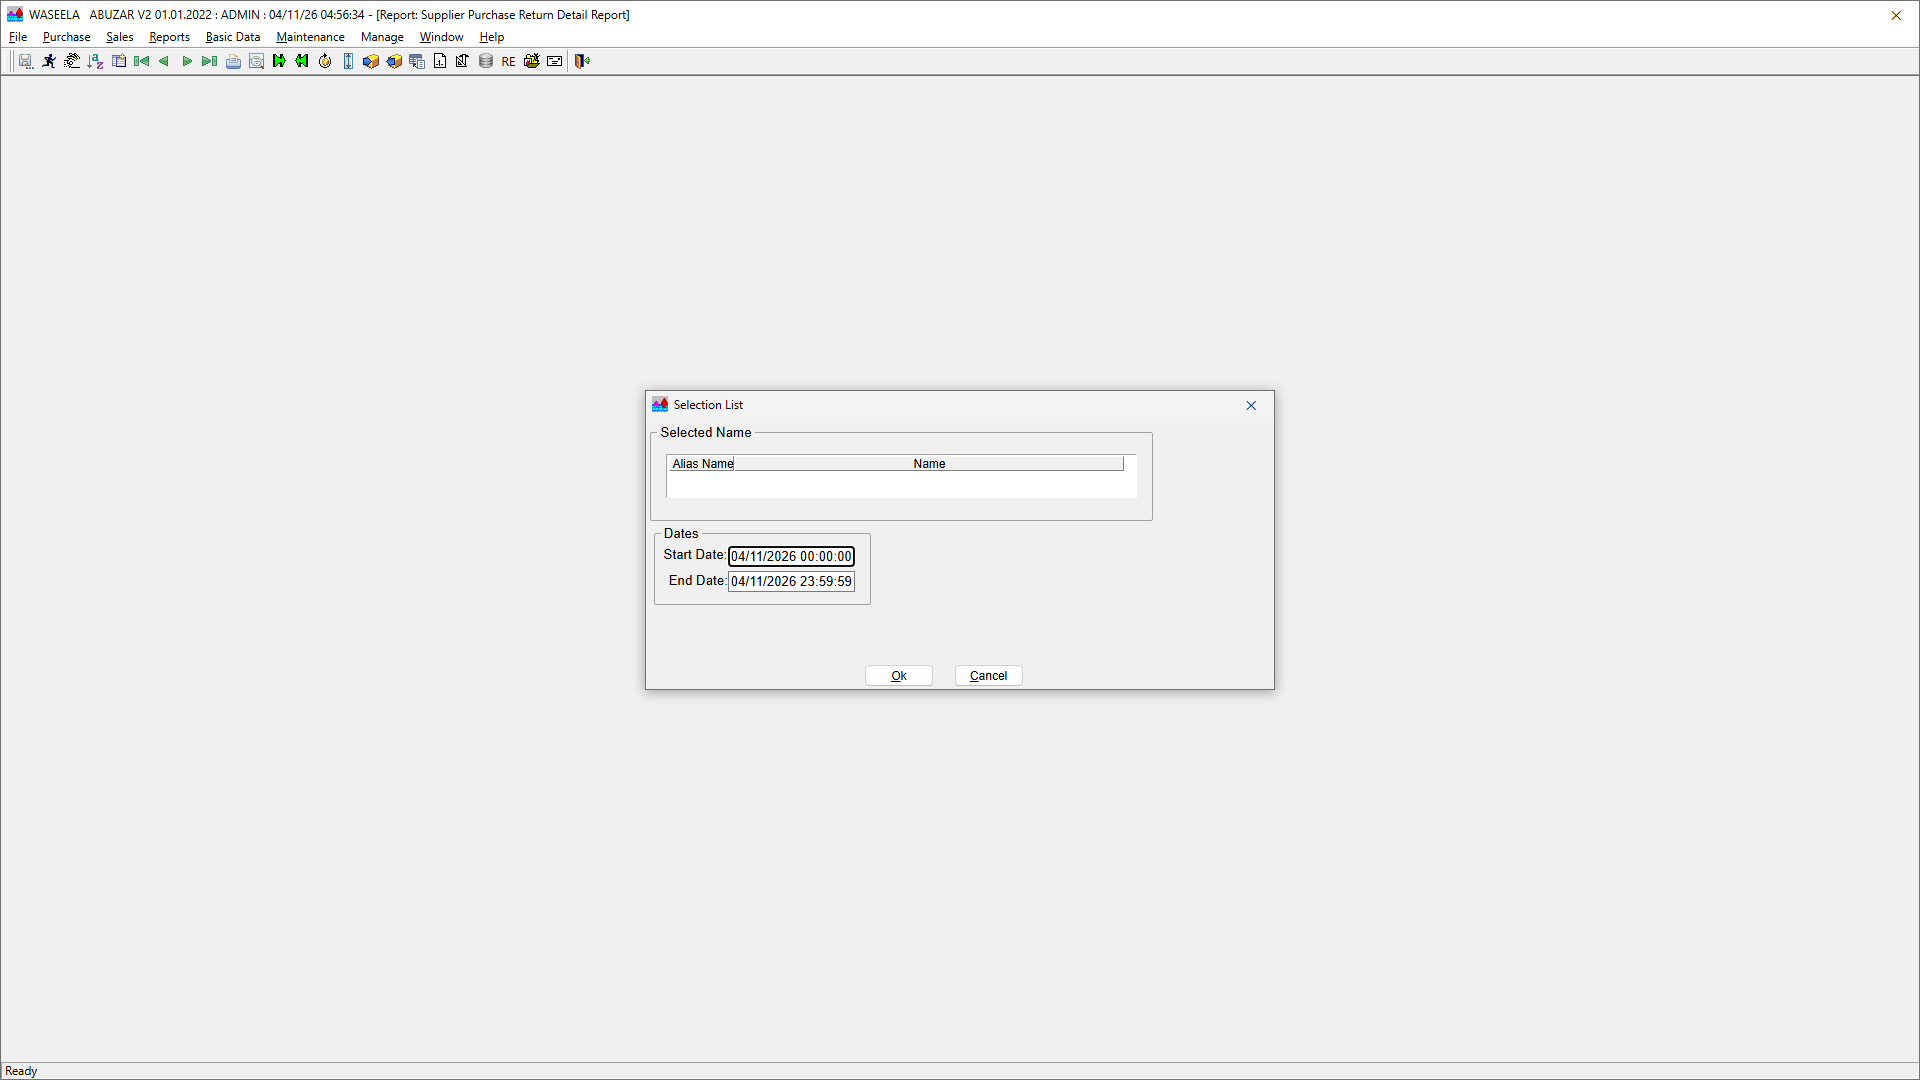 WASEELA   ABUZAR V2 01.01.2022 : ADMIN : 04/11/26 04:56:34 - [Report: Supplier Purchase Return Detail Report]
File Purchase Sales Reports Basic Data Maintenance Manage Window Help
RE
Selection List
Selected Name
Alias Name Name
Dates
Start Date: 04/11/2026 00:00:00
End Date: 04/11/2026 23:59:59
Ok Cancel
Ready